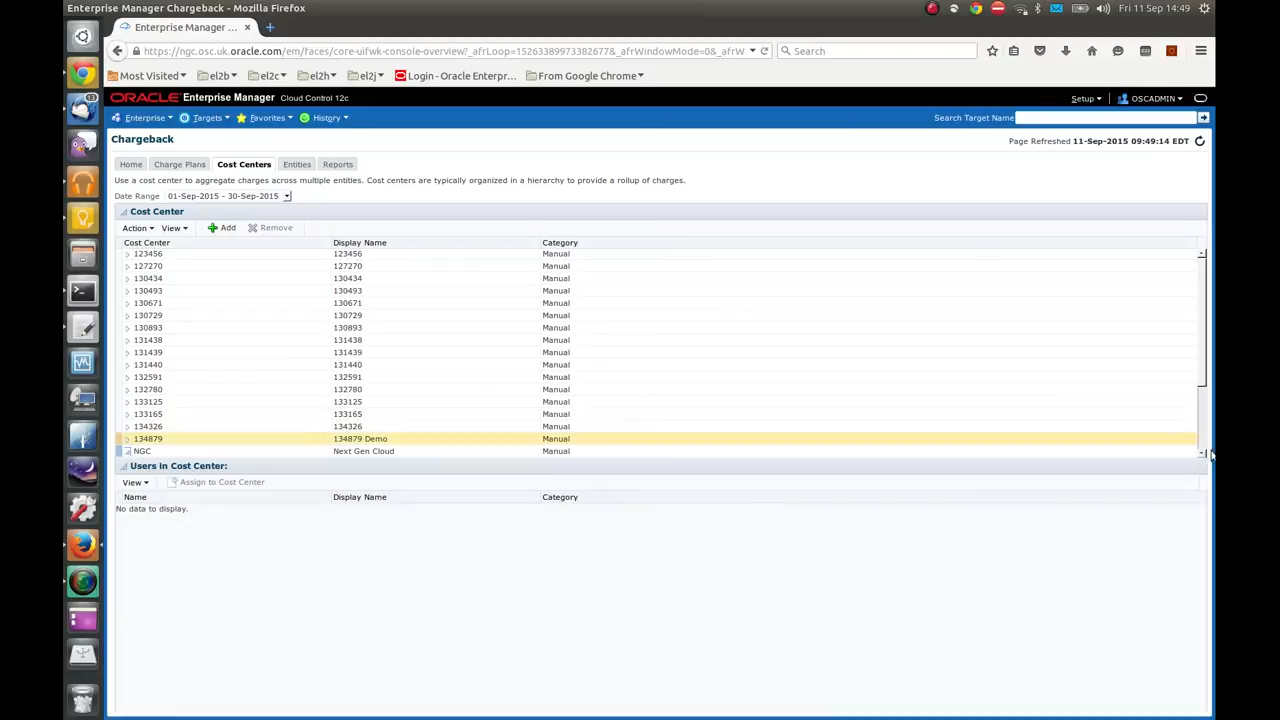 Enterprise Manager Chargeback - Mozilla Firefox
Fri 11 Sep 14:49
Enterprise Manager ... × +
https://ngc.osc.uk.oracle.com/em/faces/core-uifwk-console-overview?_afrLoop=15263389973382677&_afrWindowMode=0&_afrW
Search
Most Visited el2b el2c el2h el2j Login - Oracle Enterpr... From Google Chrome
13
ORACLE Enterprise Manager Cloud Control 12c
Setup OSCADMIN
Enterprise Targets Favorites History
Search Target Name
Chargeback
Page Refreshed 11-Sep-2015 09:49:14 EDT
Home Charge Plans Cost Centers Entities Reports
Use a cost center to aggregate charges across multiple entities. Cost centers are typically organized in a hierarchy to provide a rollup of charges.
Date Range 01-Sep-2015 - 30-Sep-2015
Cost Center
Action View Add Remove
Cost Center Display Name Category
123456 123456 Manual
127270 127270 Manual
130434 130434 Manual
130493 130493 Manual
130671 130671 Manual
130729 130729 Manual
130893 130893 Manual
131438 131438 Manual
131439 131439 Manual
131440 131440 Manual
132591 132591 Manual
132780 132780 Manual
133125 133125 Manual
133165 133165 Manual
134326 134326 Manual
134879 134879 Demo Manual
NGC Next Gen Cloud Manual
Users in Cost Center:
View Assign to Cost Center
Name Display Name Category
No data to display.